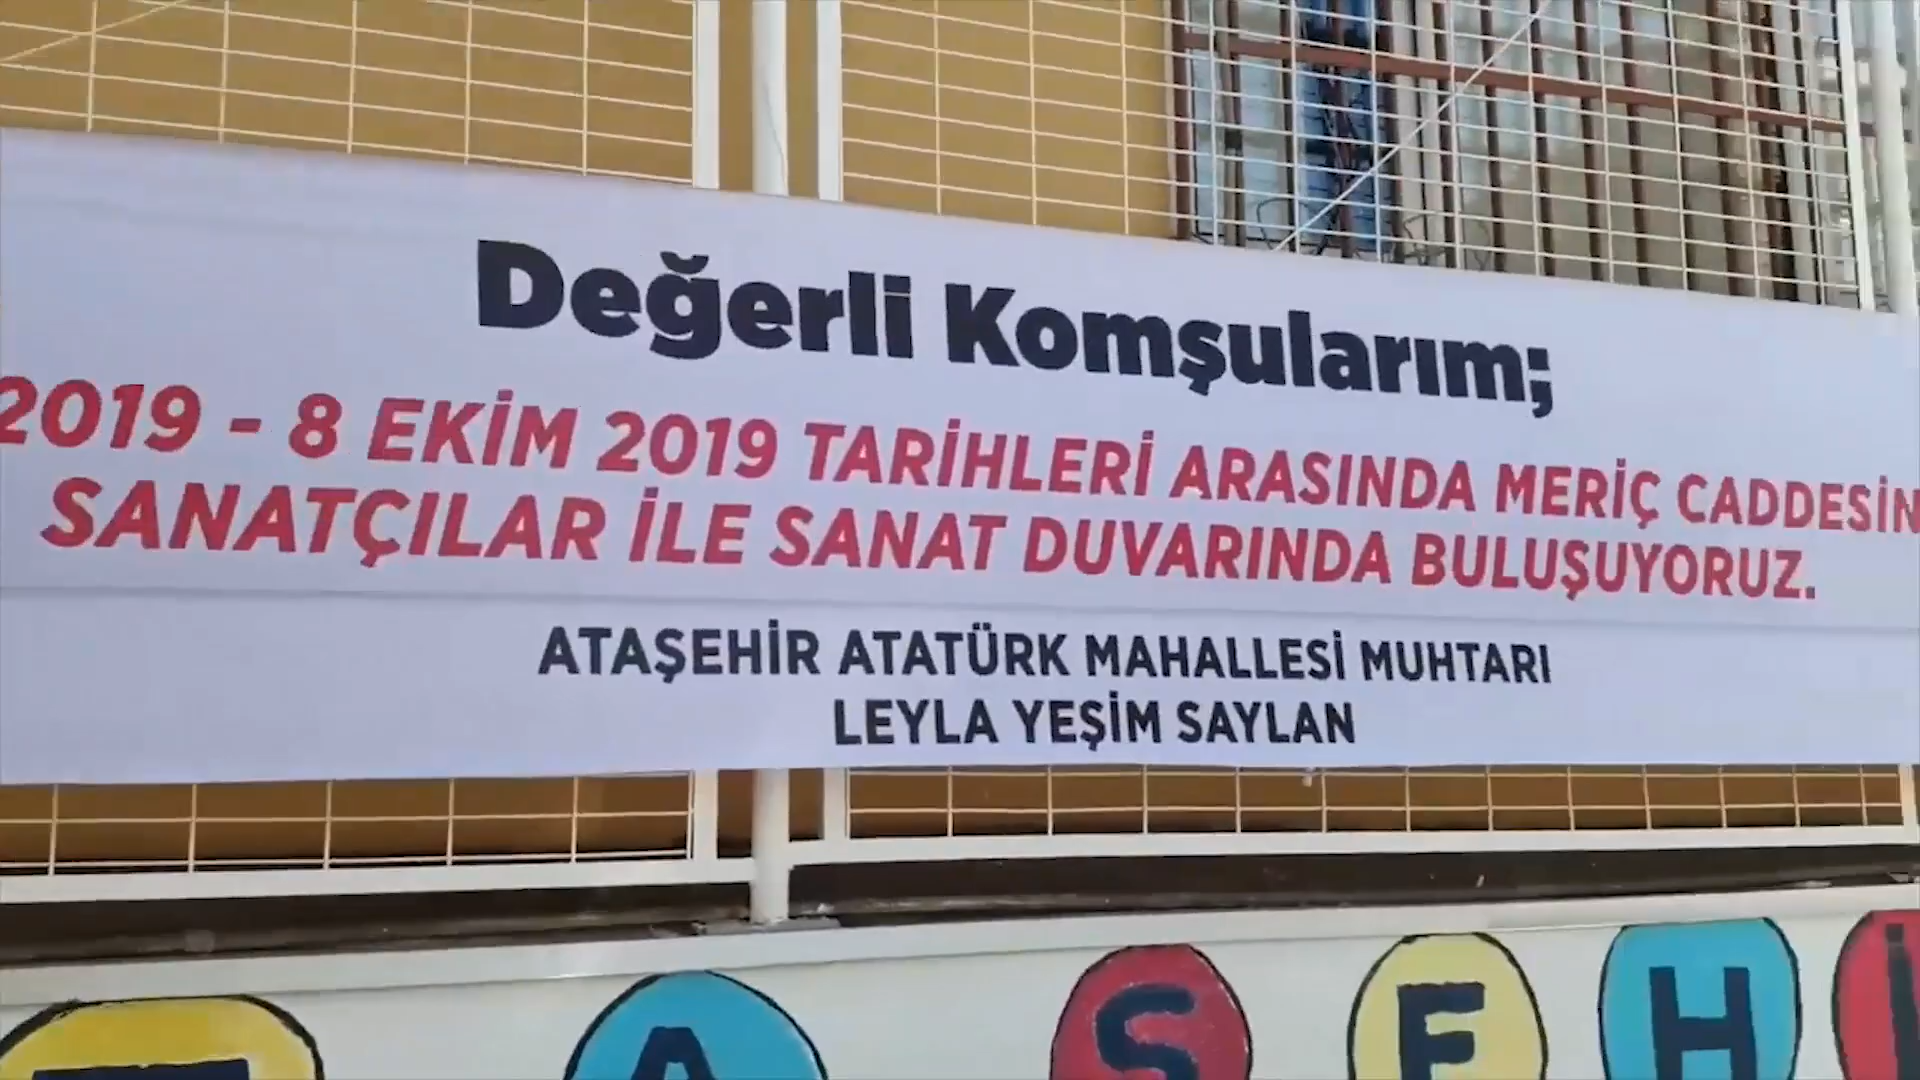 Değerli Komşularım;
2019 - 8 EKİM 2019 TARİHLERİ ARASINDA MERİÇ CADDESİN
SANATÇILAR İLE SANAT DUVARINDA BULUŞUYORUZ.
ATAŞEHİR ATATÜRK MAHALLESİ MUHTARI
LEYLA YEŞİM SAYLAN
T A S E H İ